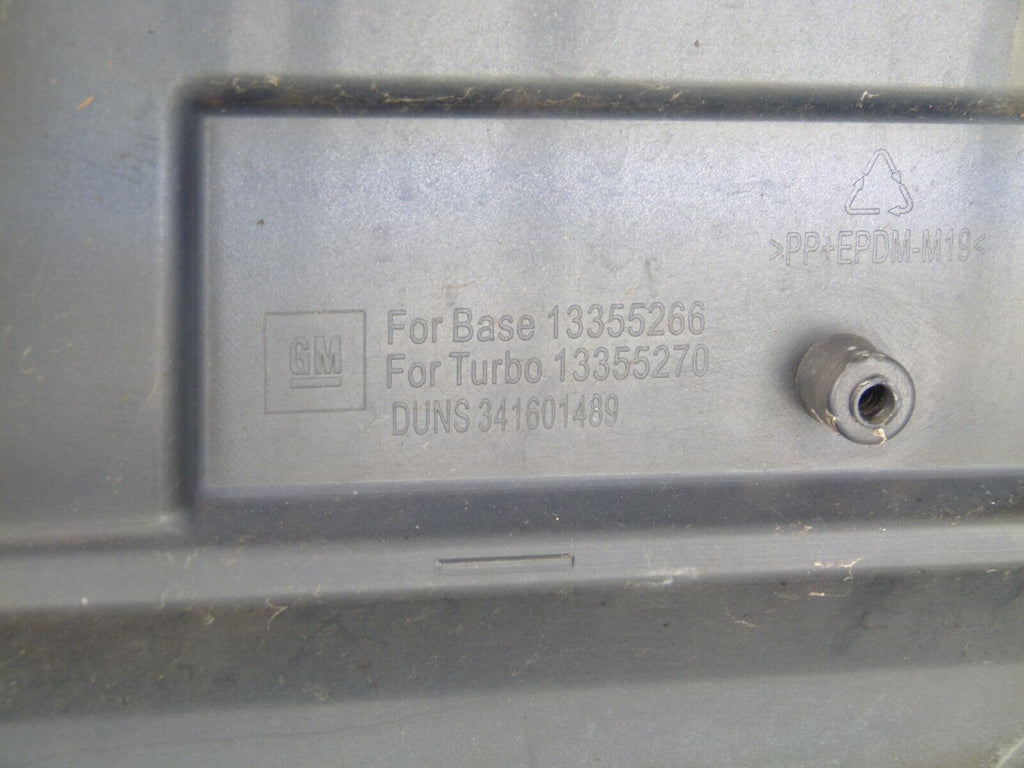 >PP+EPDM-M19<
GM
For Base 13355266
For Turbo 13355270
DUNS 341601489